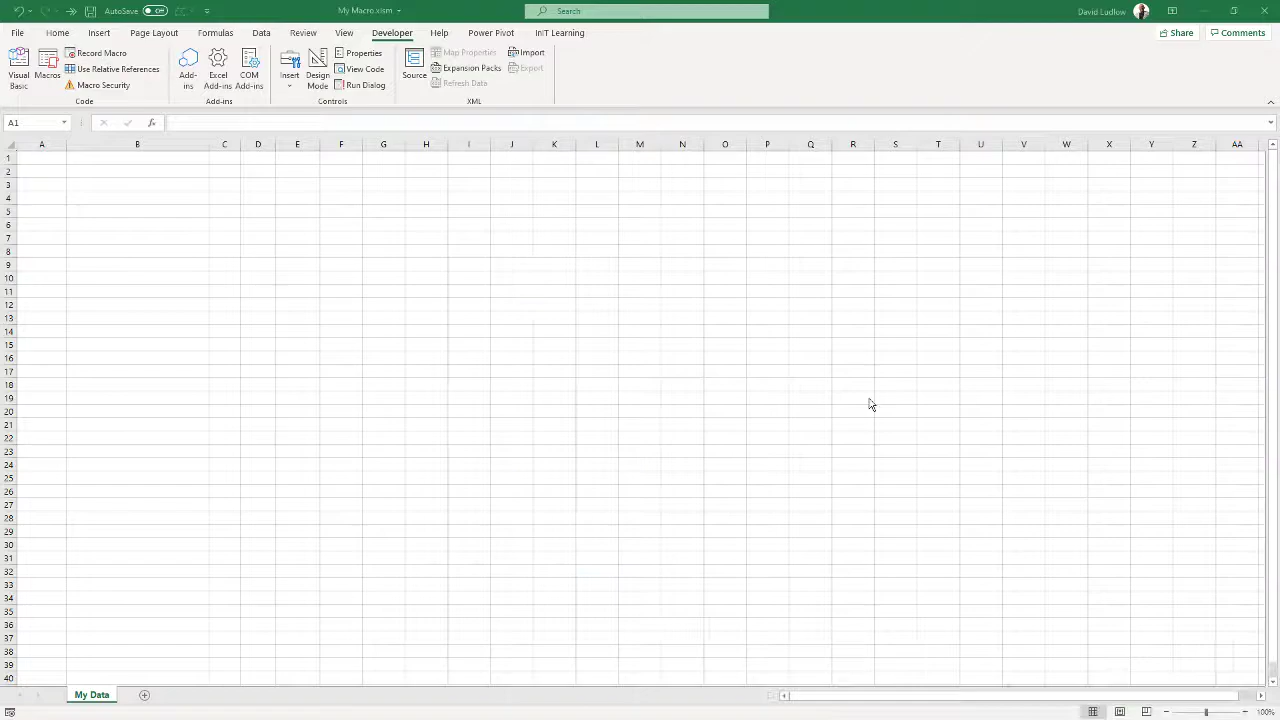 AutoSave On My Macro.xlsm Search David Ludlow
File Home Insert Page Layout Formulas Data Review View Developer Help Power Pivot InIT Learning Share Comments
Visual Basic
Macros
Record Macro
Use Relative References
Macro Security
Code
Add-ins
Excel Add-ins
COM Add-ins
Add-ins
Insert
Design Mode
Properties
View Code
Run Dialog
Controls
Source
Map Properties
Expansion Packs
Refresh Data
Import
Export
XML
A1 fx
A B C D E F G H I J K L M N O P Q R S T U V W X Y Z AA
1
2
3
4
5
6
7
8
9
10
11
12
13
14
15
16
17
18
19
20
21
22
23
24
25
26
27
28
29
30
31
32
33
34
35
36
37
38
39
40
My Data
100%